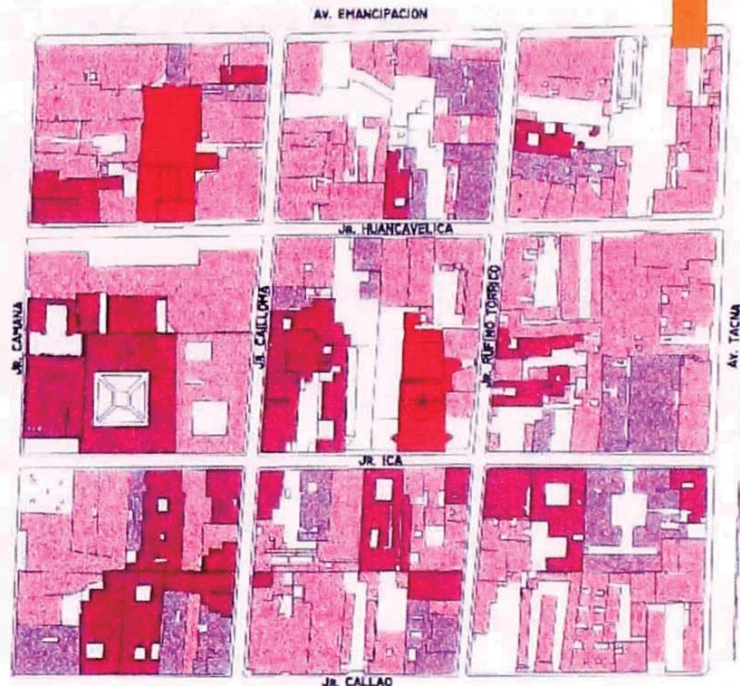 AV. EMANCIPACION
JR. HUANCAVELICA
JR. CAMANA
JR. CAILLOMA
JR. RUFINO TORRICO
AV. TACNA
JR. ICA
JR. CALLAO